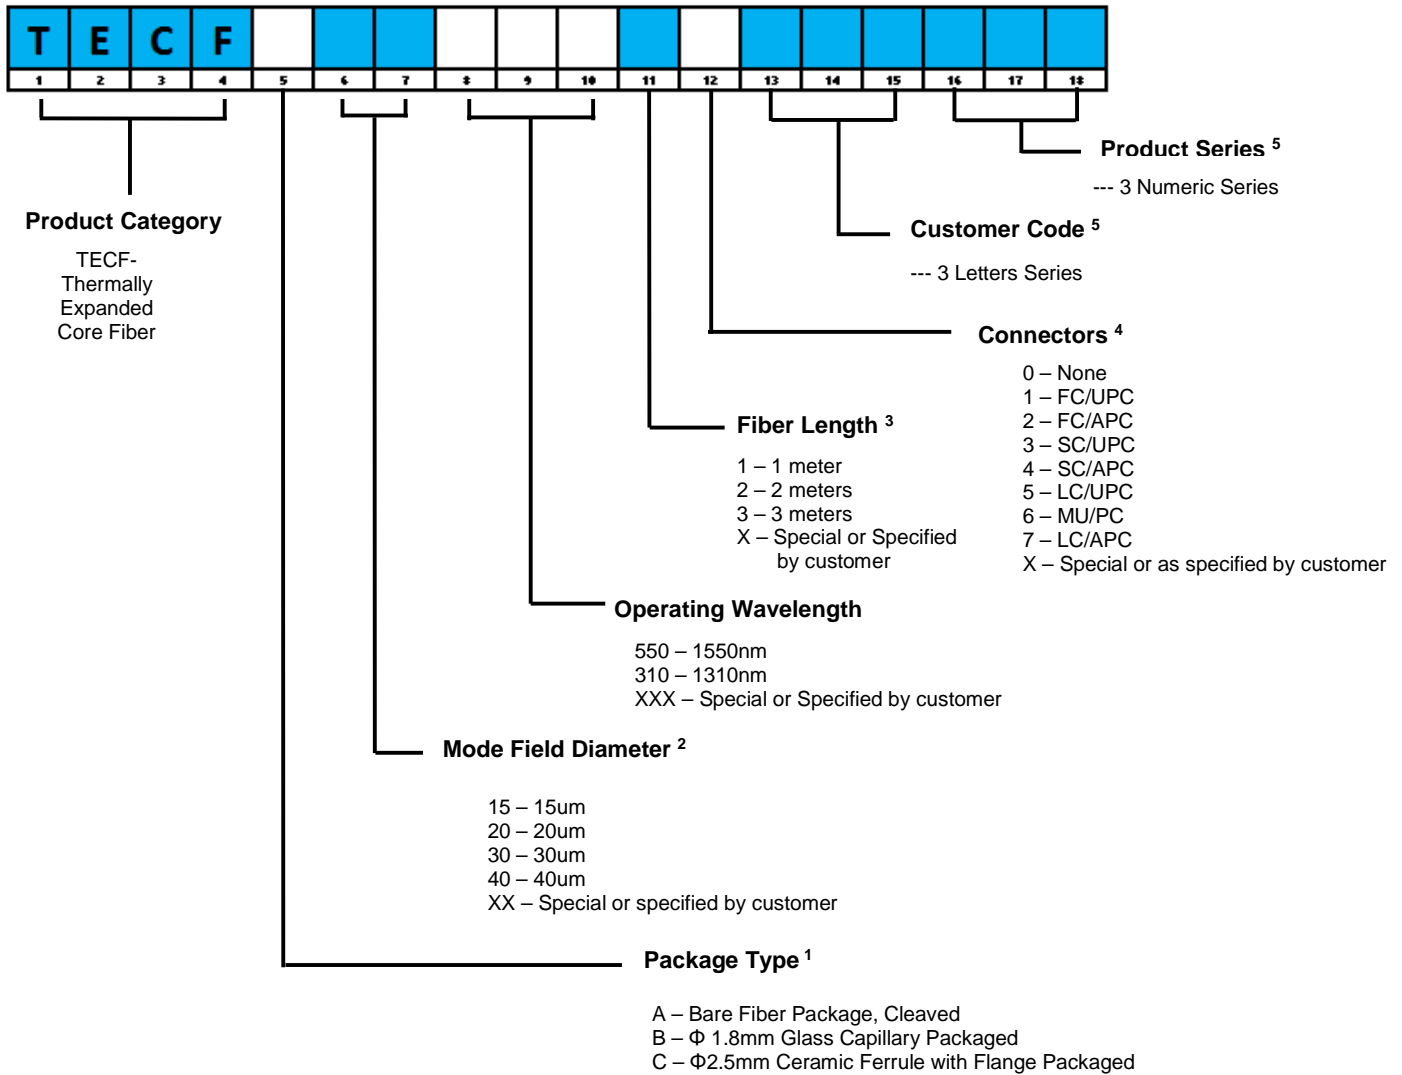 T E C F
1 2 3 4 5 6 7 8 9 10 11 12 13 14 15 16 17 18
Product Series 5
--- 3 Numeric Series
Product Category
TECF-
Thermally
Expanded
Core Fiber
Customer Code 5
--- 3 Letters Series
Connectors 4
0 – None
1 – FC/UPC
2 – FC/APC
3 – SC/UPC
4 – SC/APC
5 – LC/UPC
6 – MU/PC
7 – LC/APC
X – Special or as specified by customer
Fiber Length 3
1 – 1 meter
2 – 2 meters
3 – 3 meters
X – Special or Specified
by customer
Operating Wavelength
550 – 1550nm
310 – 1310nm
XXX – Special or Specified by customer
Mode Field Diameter 2
15 – 15um
20 – 20um
30 – 30um
40 – 40um
XX – Special or specified by customer
Package Type 1
A – Bare Fiber Package, Cleaved
B – Φ 1.8mm Glass Capillary Packaged
C – Φ2.5mm Ceramic Ferrule with Flange Packaged